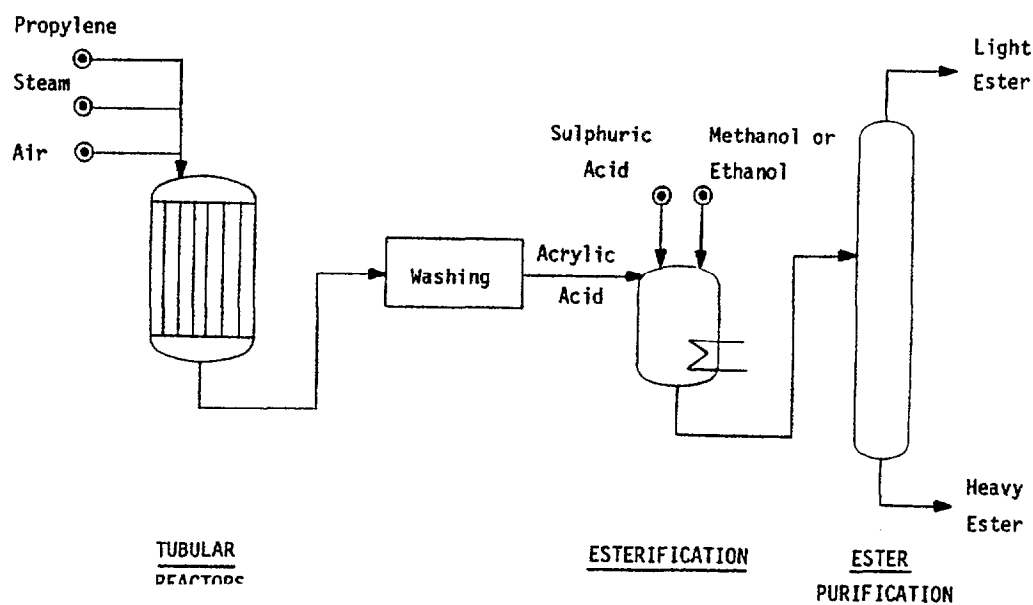 Propylene
Steam
Air
Sulphuric
Acid
Methanol or
Ethanol
Light
Ester
Washing
Acrylic
Acid
Heavy
Ester
TUBULAR
REACTORS
ESTERIFICATION
ESTER
PURIFICATION